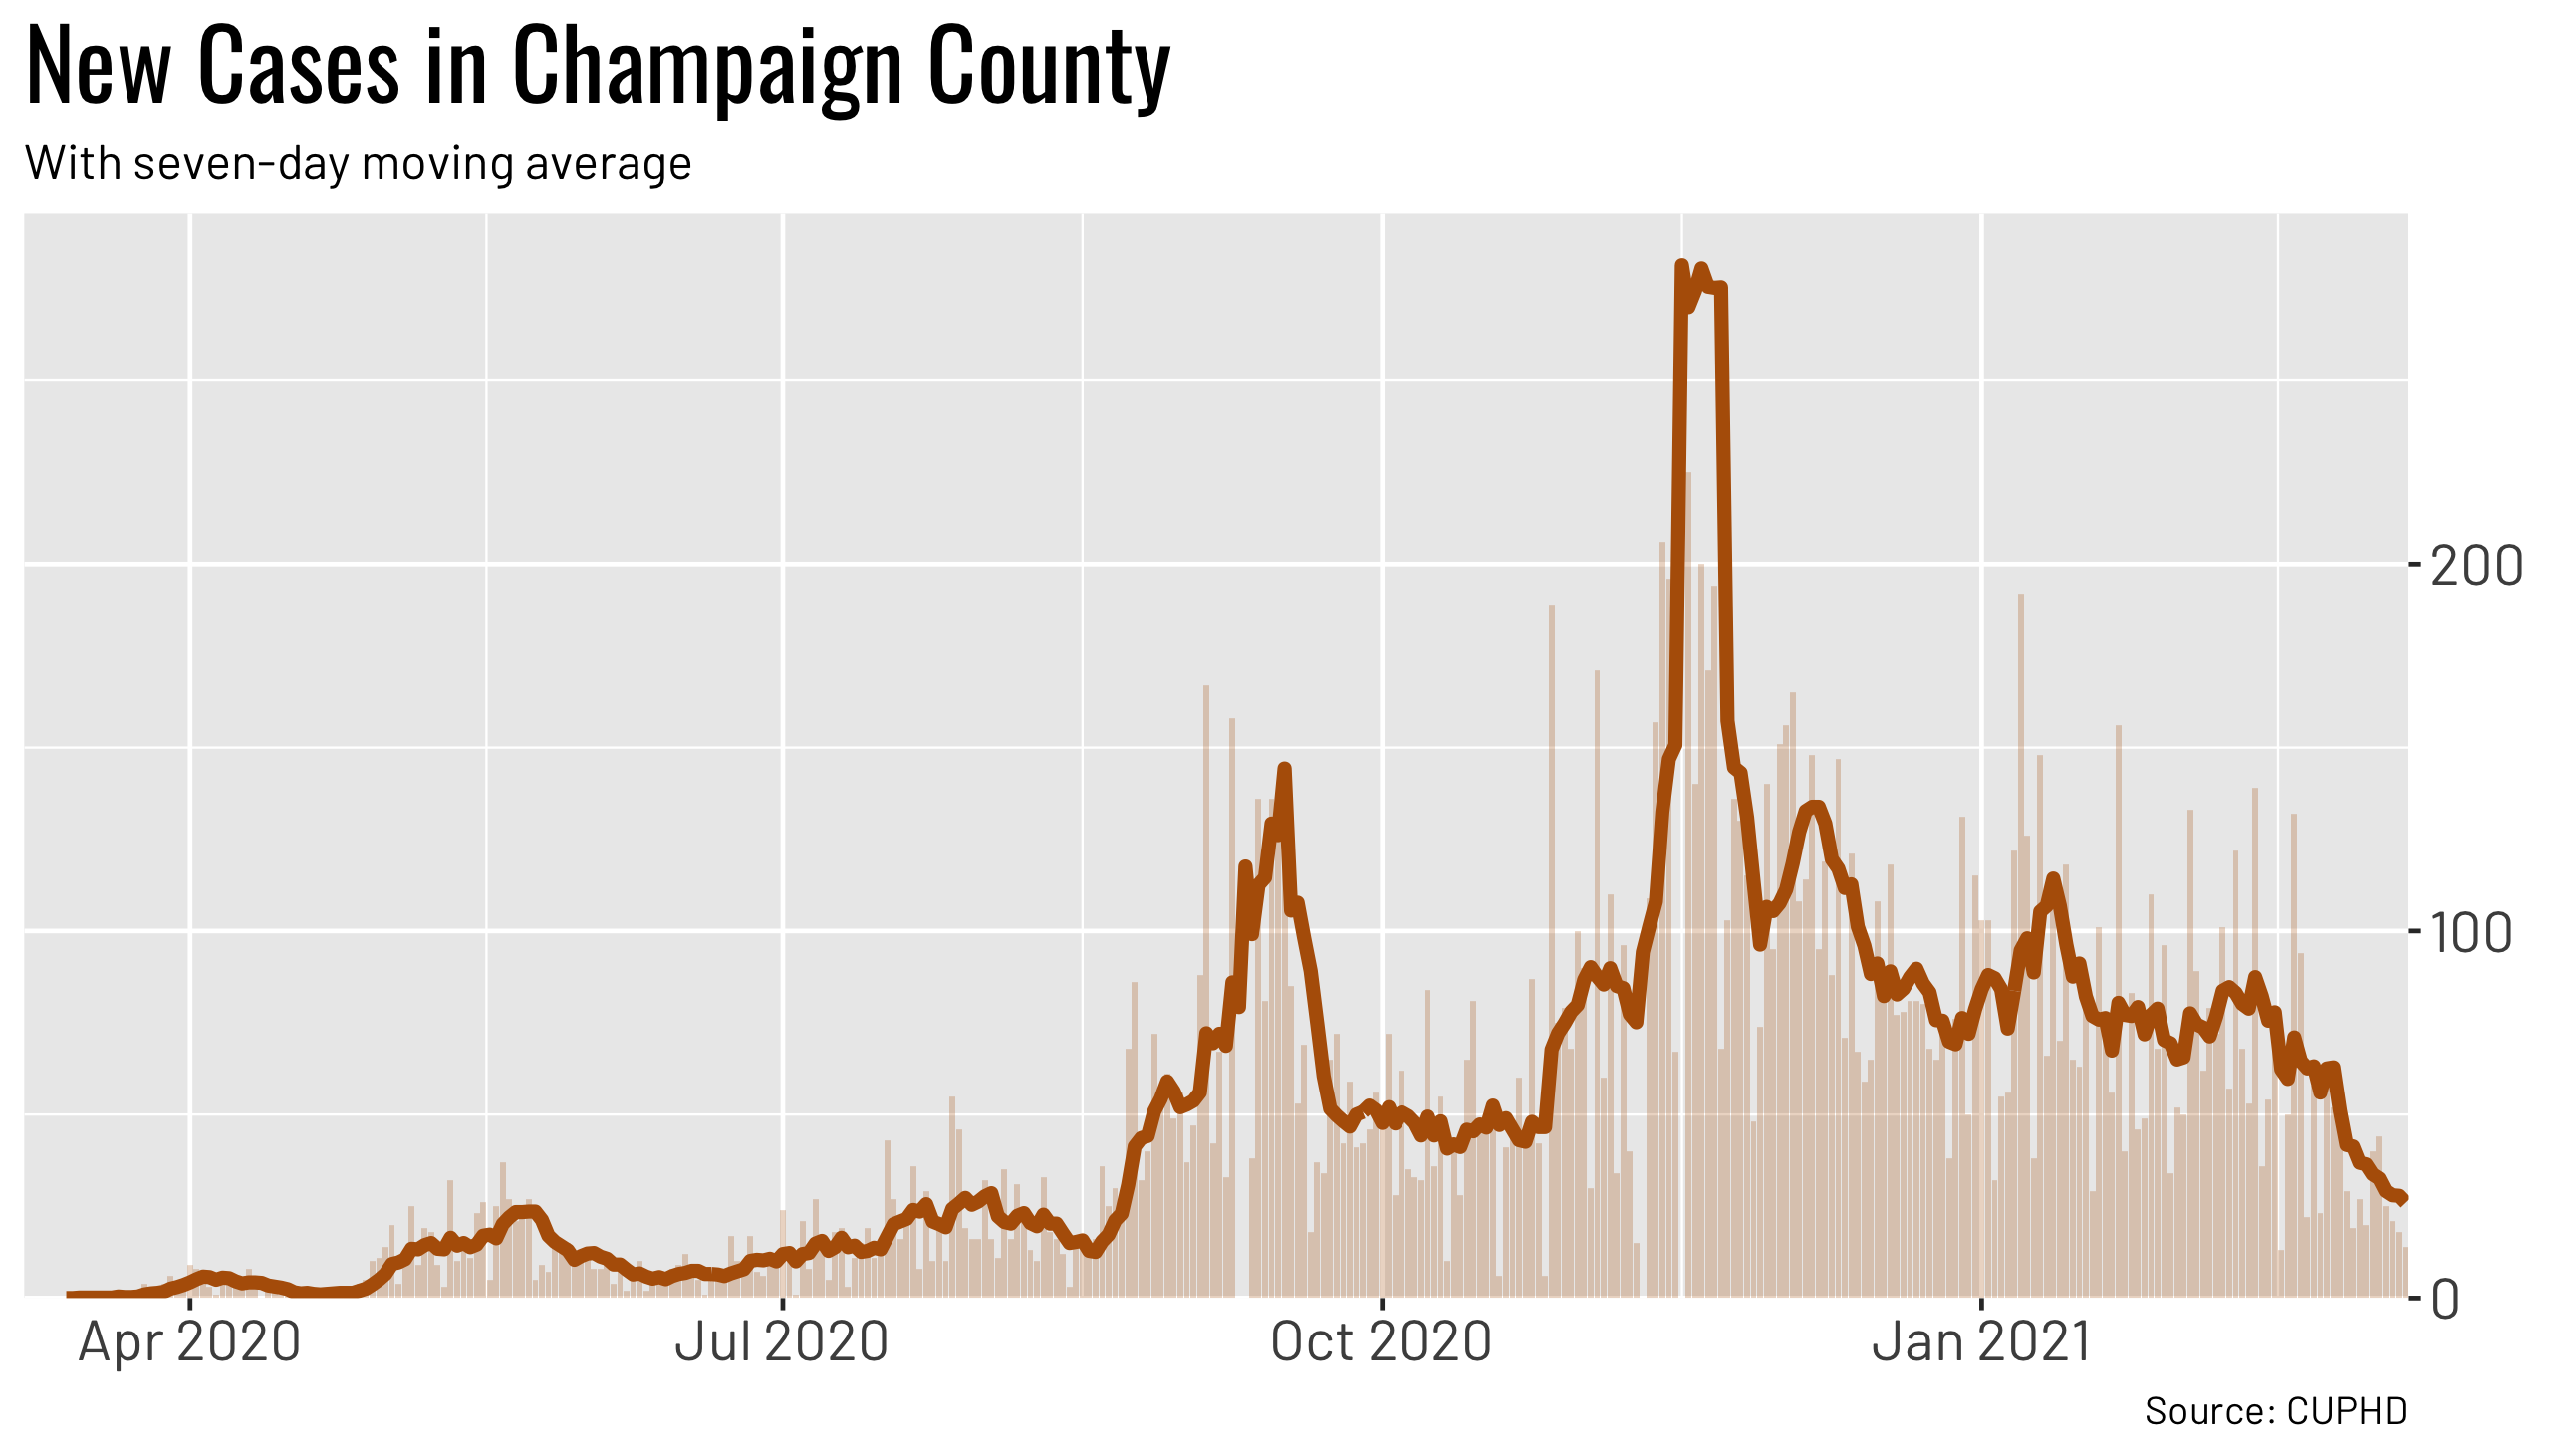 New Cases in Champaign County
With seven-day moving average
200
100
0
Apr 2020 Jul 2020 Oct 2020 Jan 2021
Source: CUPHD